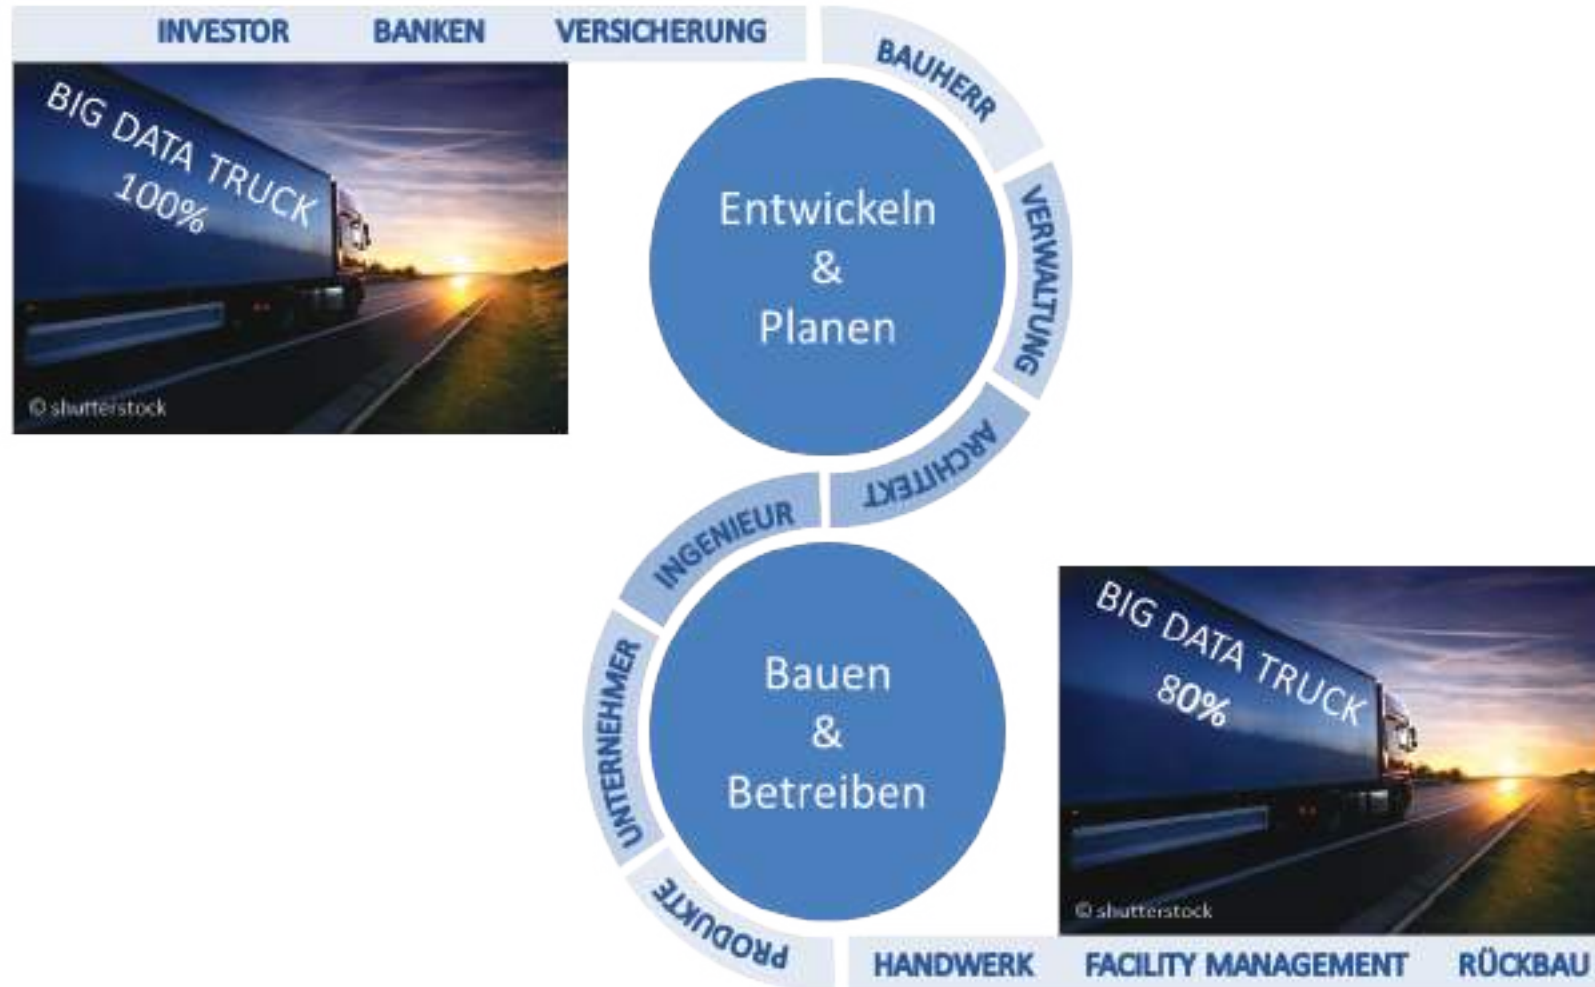 INVESTOR BANKEN VERSICHERUNG
BAUHERR
BIG DATA TRUCK
100%
© shutterstock
Entwickeln
&
Planen
VERWALTUNG
ARCHITEKT
INGENIEUR
UNTERNEHMER
Bauen
&
Betreiben
BIG DATA TRUCK
80%
© shutterstock
PRODUKTE
HANDWERK FACILITY MANAGEMENT RÜCKBAU